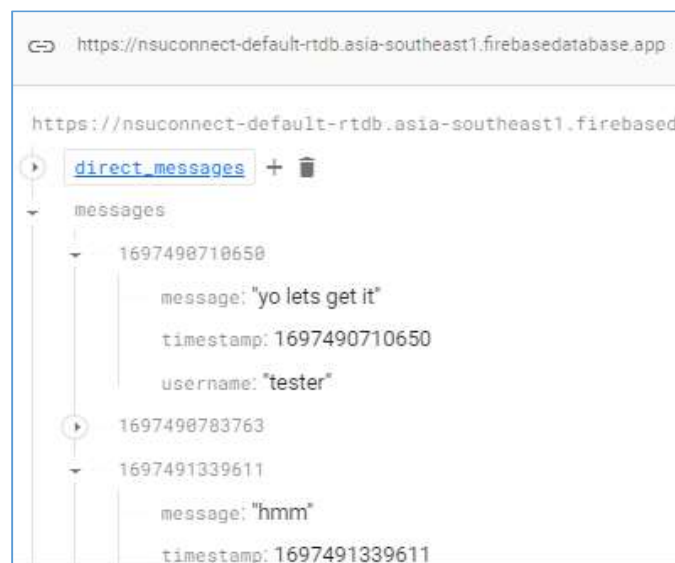 https://nsuconnect-default-rtdb.asia-southeast1.firebasedatabase.app
https://nsuconnect-default-rtdb.asia-southeast1.firebased
direct_messages
messages
1697490710650
message: "yo lets get it"
timestamp: 1697490710650
username: "tester"
1697490783763
1697491339611
message: "hmm"
timestamp: 1697491339611